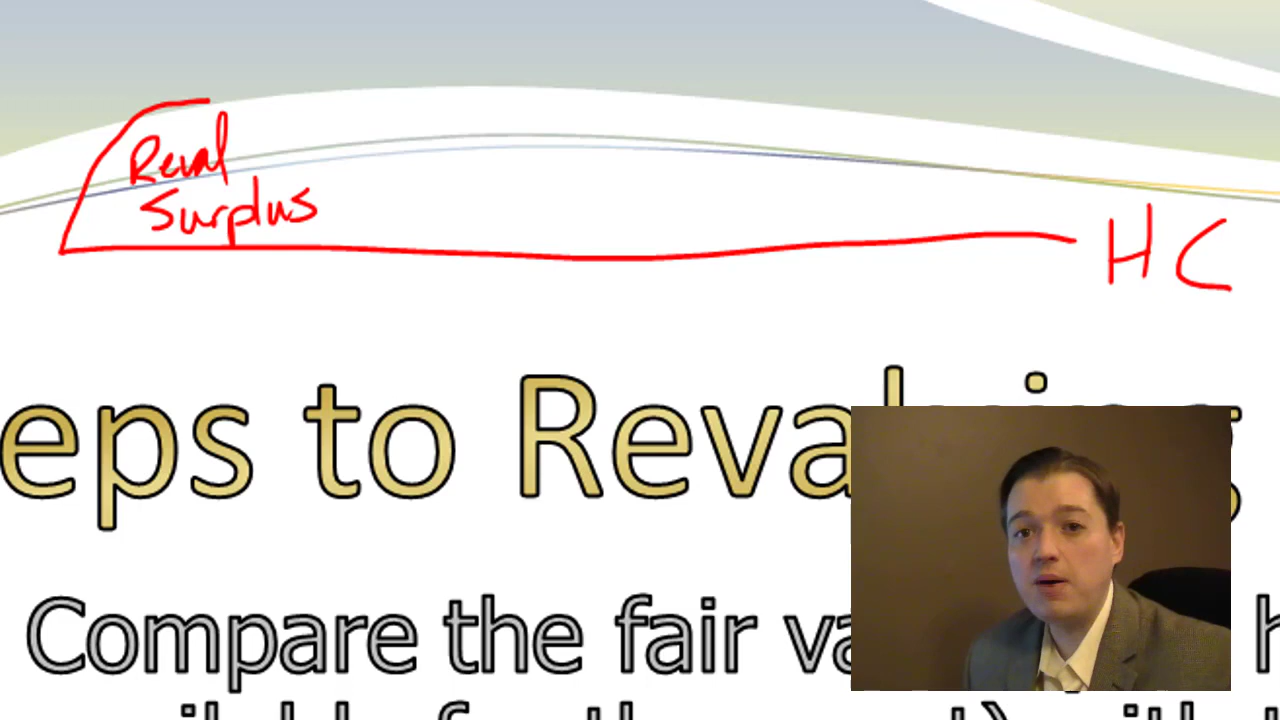 Reval
Surplus
HC
eps to Reva
Compare the fair va